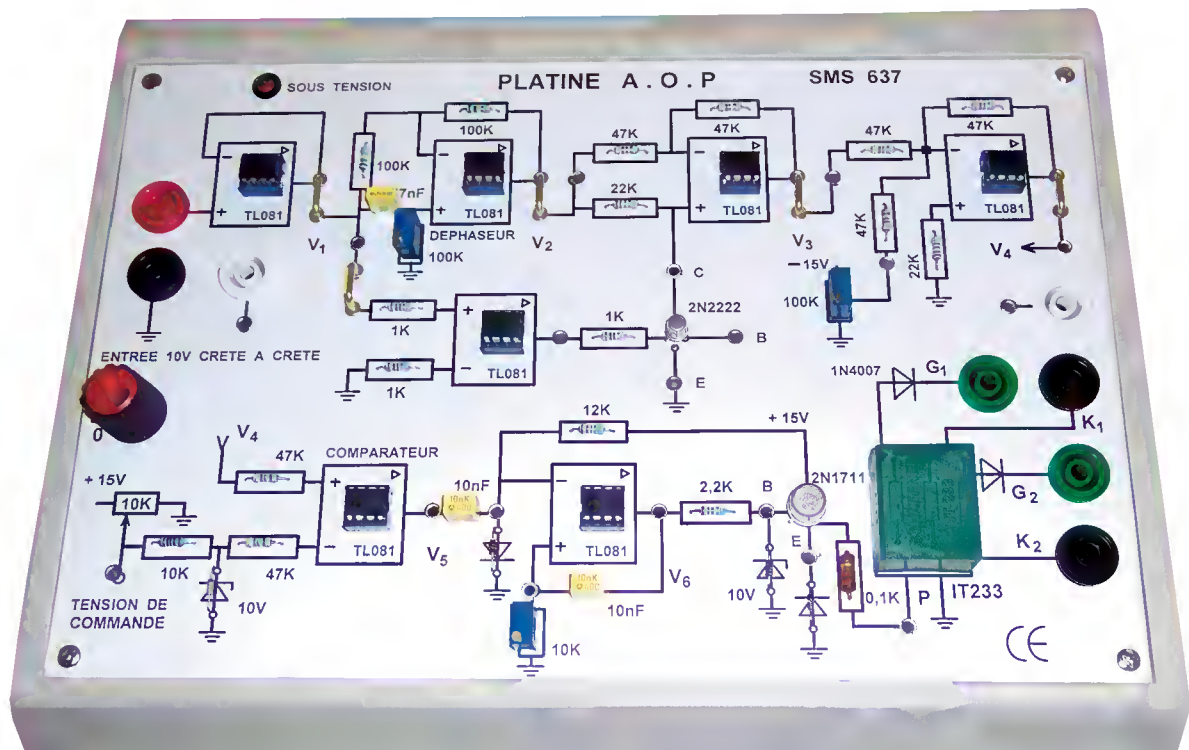 PLATINE A.O.P
SMS 637
SOUS TENSION
100K
47K
47K
47K
47K
100K
22K
TL081
7nF
TL081
DEPHASEUR
V1
100K
V2
TL081
V3
47K
22K
TL081
V4
C
-15V
100K
1K
1K
2N2222
B
1K
TL081
E
ENTREE 10V CRETE A CRETE
0
1N4007
G1
K1
12K
+15V
V4
47K
COMPARATEUR
+15V
10K
10nF
2,2K
B
2N1711
G2
TL081
V5
TL081
V6
E
K2
10K
47K
10V
10nF
10V
0,1K
P
IT233
TENSION DE
COMMANDE
10K
CE